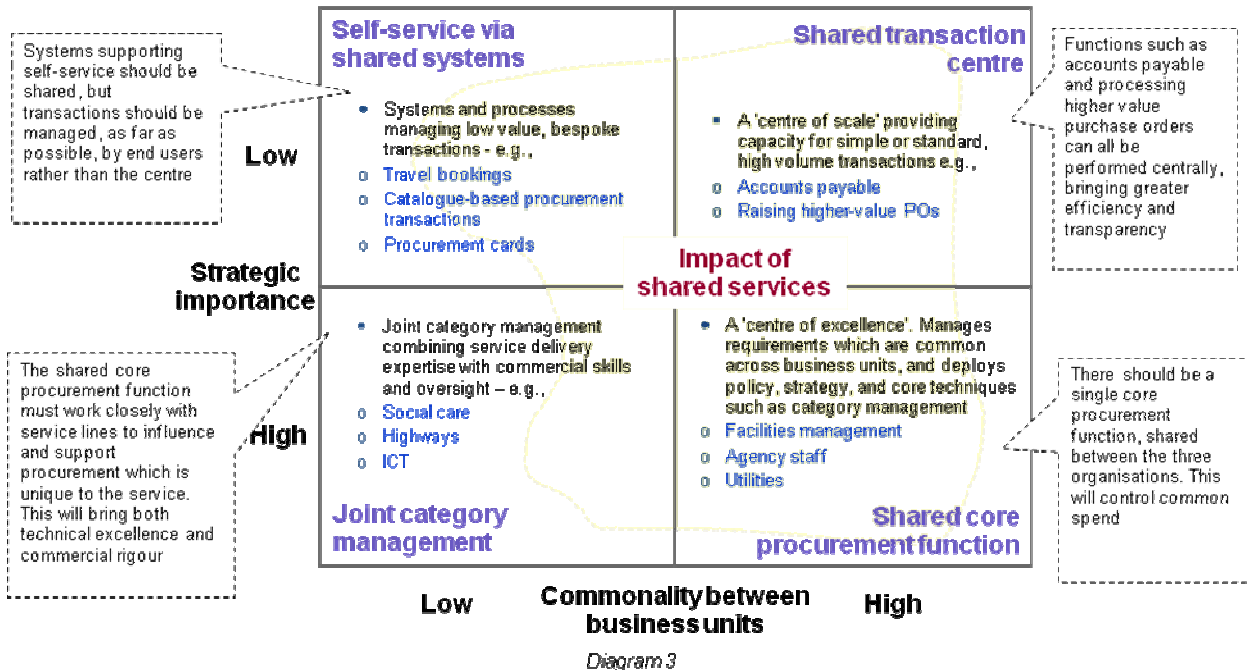 Systems supporting
self-service should be
shared, but
transactions should be
managed, as far as
possible, by end users
rather than the centre
Self-service via
shared systems
• Systems and processes
managing low value, bespoke
transactions - e.g.,
o Travel bookings
o Catalogue-based procurement
transactions
o Procurement cards
Shared transaction
centre
• A 'centre of scale' providing
capacity for simple or standard,
high volume transactions e.g.,
o Accounts payable
o Raising higher-value POs
Functions such as
accounts payable
and processing
higher value
purchase orders
can all be
performed centrally,
bringing greater
efficiency and
transparency
Low
Strategic
importance
High
Impact of
shared services
The shared core
procurement function
must work closely with
service lines to influence
and support
procurement which is
unique to the service.
This will bring both
technical excellence and
commercial rigour
• Joint category management
combining service delivery
expertise with commercial skills
and oversight – e.g.,
o Social care
o Highways
o ICT
Joint category
management
• A 'centre of excellence'. Manages
requirements which are common
across business units, and deploys
policy, strategy, and core techniques
such as category management
o Facilities management
o Agency staff
o Utilities
Shared core
procurement function
There should be a
single core
procurement
function, shared
between the three
organisations. This
will control common
spend
Low
Commonality between
business units
High
Diagram 3